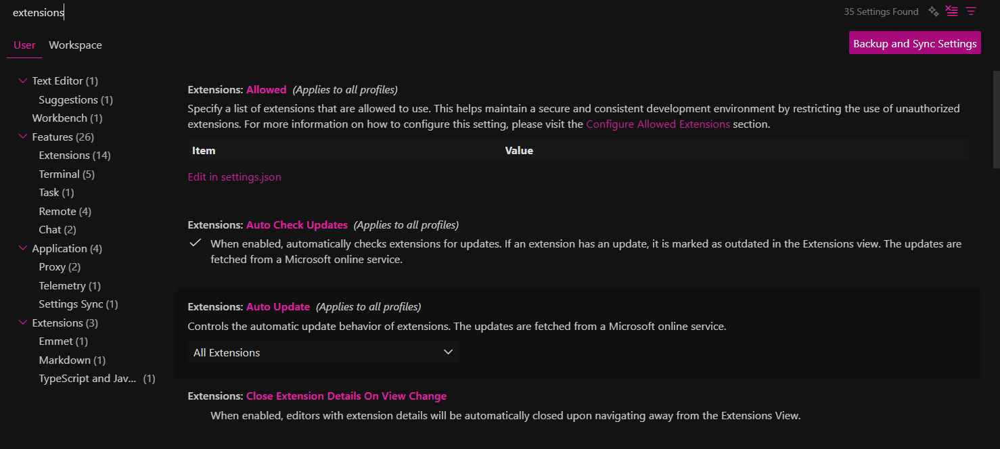 extensions
35 Settings Found
User Workspace
Backup and Sync Settings
Text Editor (1)
Suggestions (1)
Workbench (1)
Features (26)
Extensions (14)
Terminal (5)
Task (1)
Remote (4)
Chat (2)
Application (4)
Proxy (2)
Telemetry (1)
Settings Sync (1)
Extensions (3)
Emmet (1)
Markdown (1)
TypeScript and Jav... (1)
Extensions: Allowed (Applies to all profiles)
Specify a list of extensions that are allowed to use. This helps maintain a secure and consistent development environment by restricting the use of unauthorized
extensions. For more information on how to configure this setting, please visit the Configure Allowed Extensions section.
Item Value
Edit in settings.json
Extensions: Auto Check Updates (Applies to all profiles)
When enabled, automatically checks extensions for updates. If an extension has an update, it is marked as outdated in the Extensions view. The updates are
fetched from a Microsoft online service.
Extensions: Auto Update (Applies to all profiles)
Controls the automatic update behavior of extensions. The updates are fetched from a Microsoft online service.
All Extensions
Extensions: Close Extension Details On View Change
When enabled, editors with extension details will be automatically closed upon navigating away from the Extensions View.